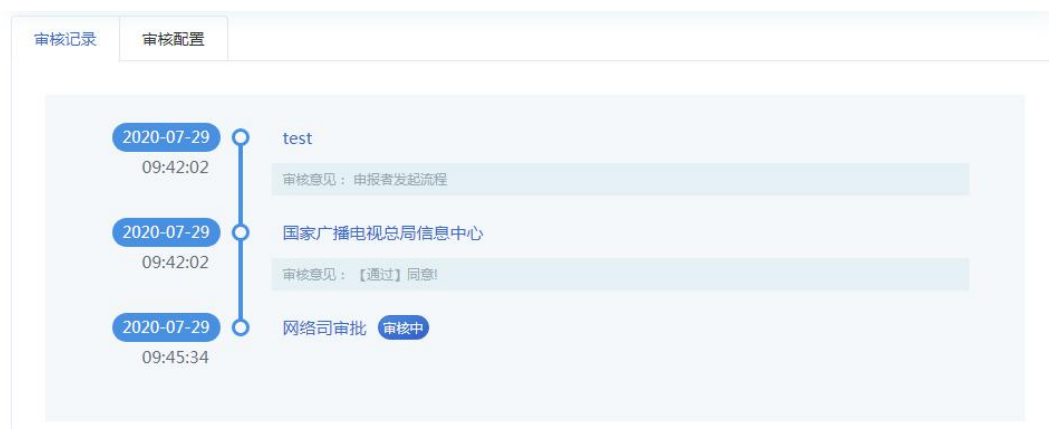 审核记录 审核配置
2020-07-29 test
09:42:02
审核意见： 申报者发起流程
2020-07-29 国家广播电视总局信息中心
09:42:02
审核意见： 【通过】同意!
2020-07-29 网络司审批 审核中
09:45:34